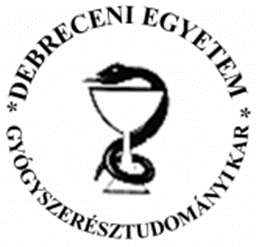 * DEBRECENI EGYETEM *
GYÓGYSZERÉSZTUDOMÁNYI KAR